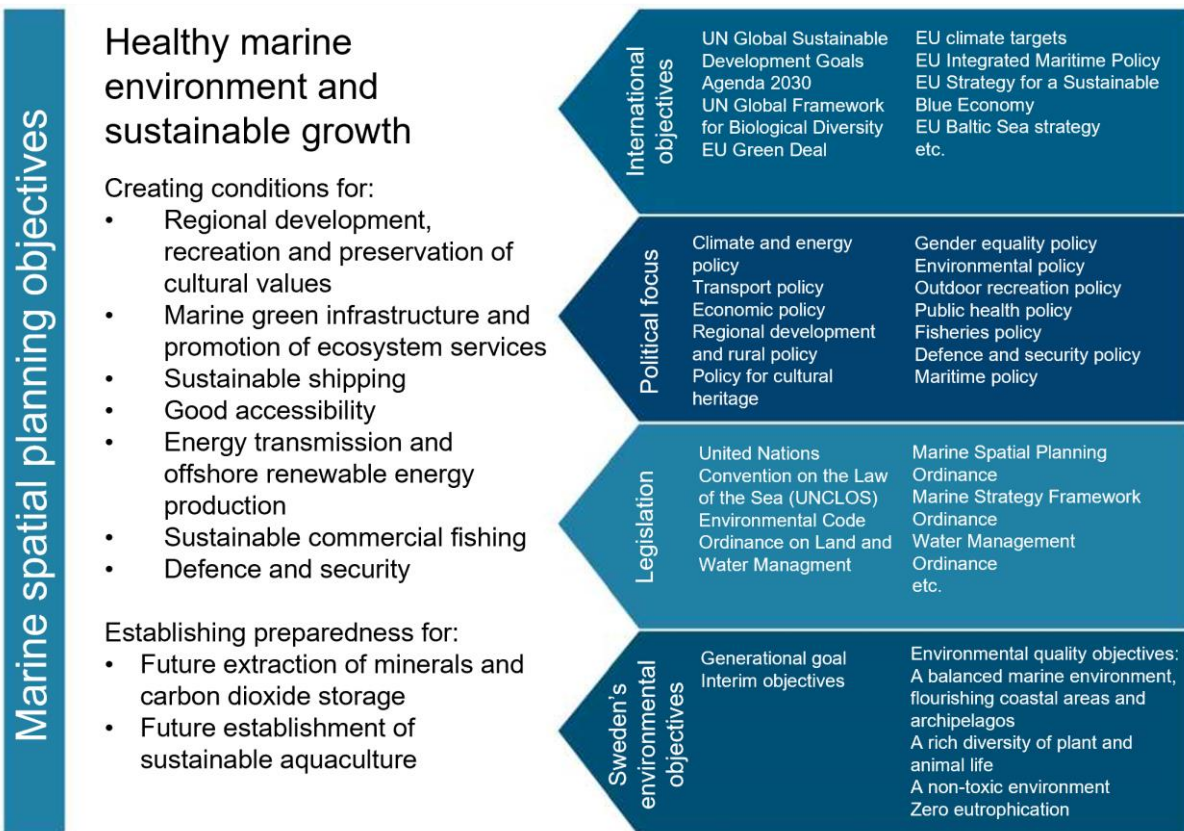 Marine spatial planning objectives
Healthy marine
environment and
sustainable growth
Creating conditions for:
• Regional development,
recreation and preservation of
cultural values
• Marine green infrastructure and
promotion of ecosystem services
• Sustainable shipping
• Good accessibility
• Energy transmission and
offshore renewable energy
production
• Sustainable commercial fishing
• Defence and security
Establishing preparedness for:
• Future extraction of minerals and
carbon dioxide storage
• Future establishment of
sustainable aquaculture
International
objectives
UN Global Sustainable
Development Goals
Agenda 2030
UN Global Framework
for Biological Diversity
EU Green Deal
EU climate targets
EU Integrated Maritime Policy
EU Strategy for a Sustainable
Blue Economy
EU Baltic Sea strategy
etc.
Political focus
Climate and energy
policy
Transport policy
Economic policy
Regional development
and rural policy
Policy for cultural
heritage
Gender equality policy
Environmental policy
Outdoor recreation policy
Public health policy
Fisheries policy
Defence and security policy
Maritime policy
Legislation
United Nations
Convention on the Law
of the Sea (UNCLOS)
Environmental Code
Ordinance on Land and
Water Managment
Marine Spatial Planning
Ordinance
Marine Strategy Framework
Ordinance
Water Management
Ordinance
etc.
Sweden's
environmental
objectives
Generational goal
Interim objectives
Environmental quality objectives:
A balanced marine environment,
flourishing coastal areas and
archipelagos
A rich diversity of plant and
animal life
A non-toxic environment
Zero eutrophication